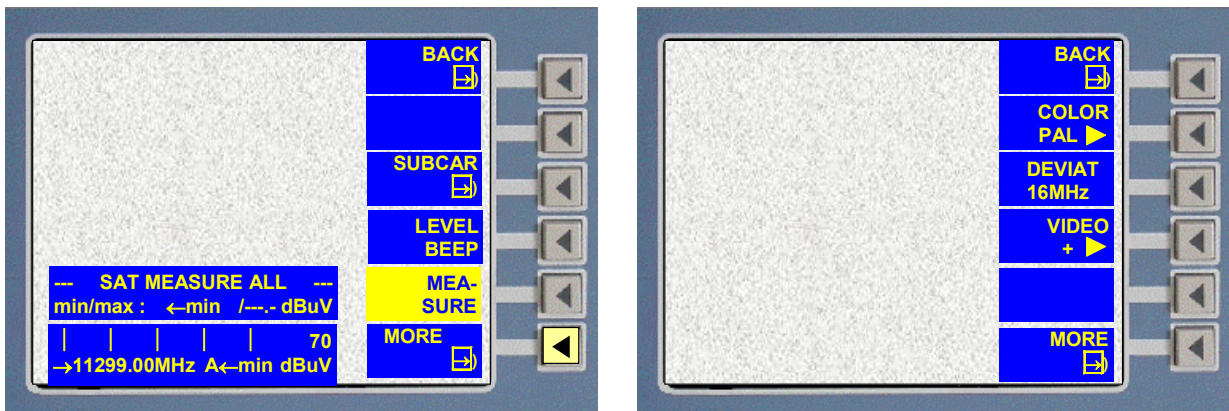 BACK
SUBCAR
LEVEL
BEEP
MEA-
SURE
MORE
--- SAT MEASURE ALL ---
min/max : ←min /---.- dBuV
70
→11299.00MHz A←min dBuV
BACK
COLOR
PAL ▶
DEVIAT
16MHz
VIDEO
+ ▶
MORE